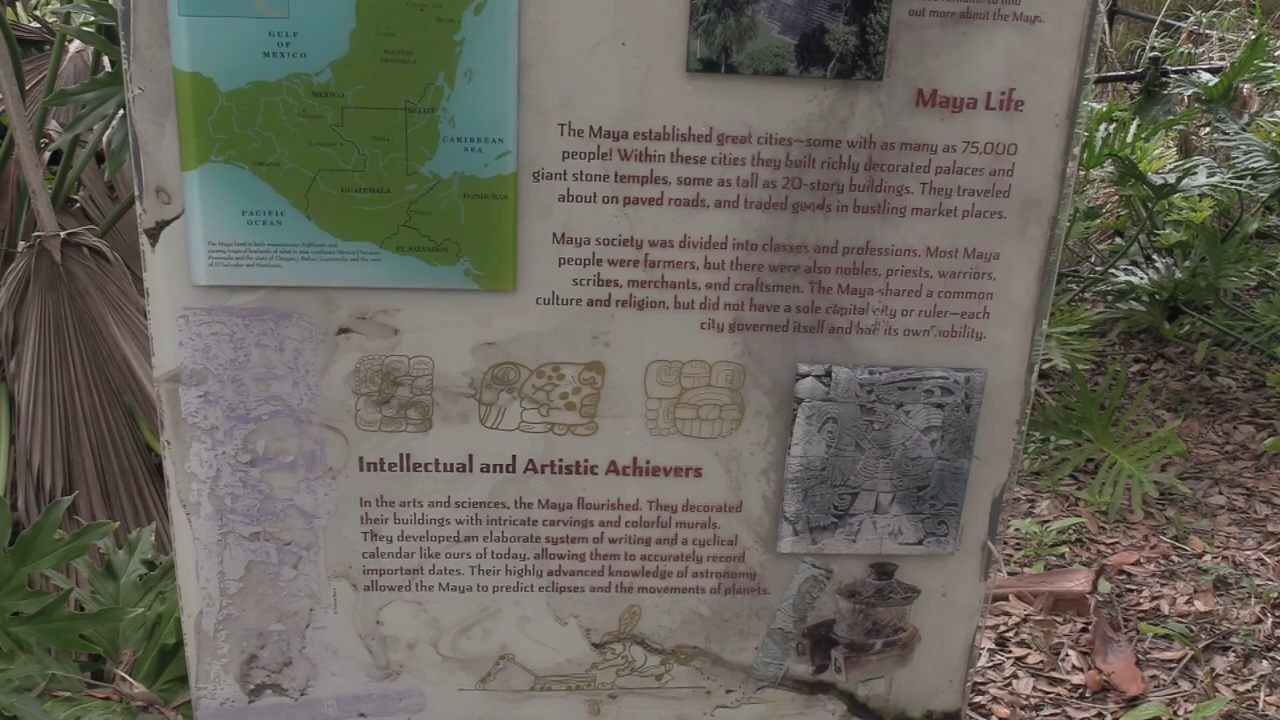 out more about the Maya.
GULF
OF
MEXICO
YUCATAN
PENINSULA
MEXICO
BELIZE
CARIBBEAN
SEA
GUATEMALA
HONDURAS
PACIFIC
OCEAN
EL SALVADOR
Maya Life
The Maya established great cities—some with as many as 75,000
people! Within these cities they built richly decorated palaces and
giant stone temples, some as tall as 20-story buildings. They traveled
about on paved roads, and traded goods in bustling market places.
Maya society was divided into classes and professions. Most Maya
people were farmers, but there were also nobles, priests, warriors,
scribes, merchants, and craftsmen. The Maya shared a common
culture and religion, but did not have a sole capital city or ruler—each
city governed itself and had its own nobility.
Intellectual and Artistic Achievers
In the arts and sciences, the Maya flourished. They decorated
their buildings with intricate carvings and colorful murals.
They developed an elaborate system of writing and a cyclical
calendar like ours of today, allowing them to accurately record
important dates. Their highly advanced knowledge of astronomy
allowed the Maya to predict eclipses and the movements of planets.